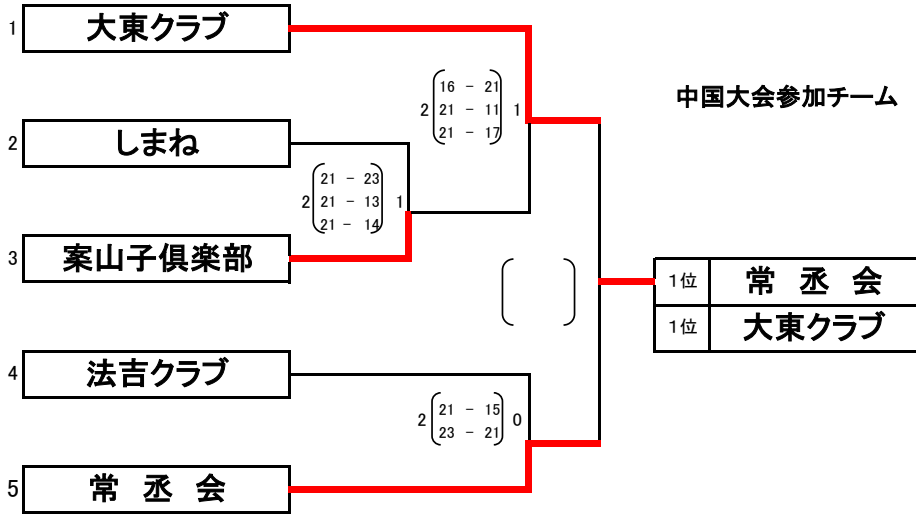 1 大東クラブ
中国大会参加チーム
2 16 - 21 1
21 - 11
21 - 17
2 しまね
2 21 - 23 1
21 - 13
21 - 14
3 案山子倶楽部
1位 常丞会
1位 大東クラブ
4 法吉クラブ
2 21 - 15 0
23 - 21
5 常丞会